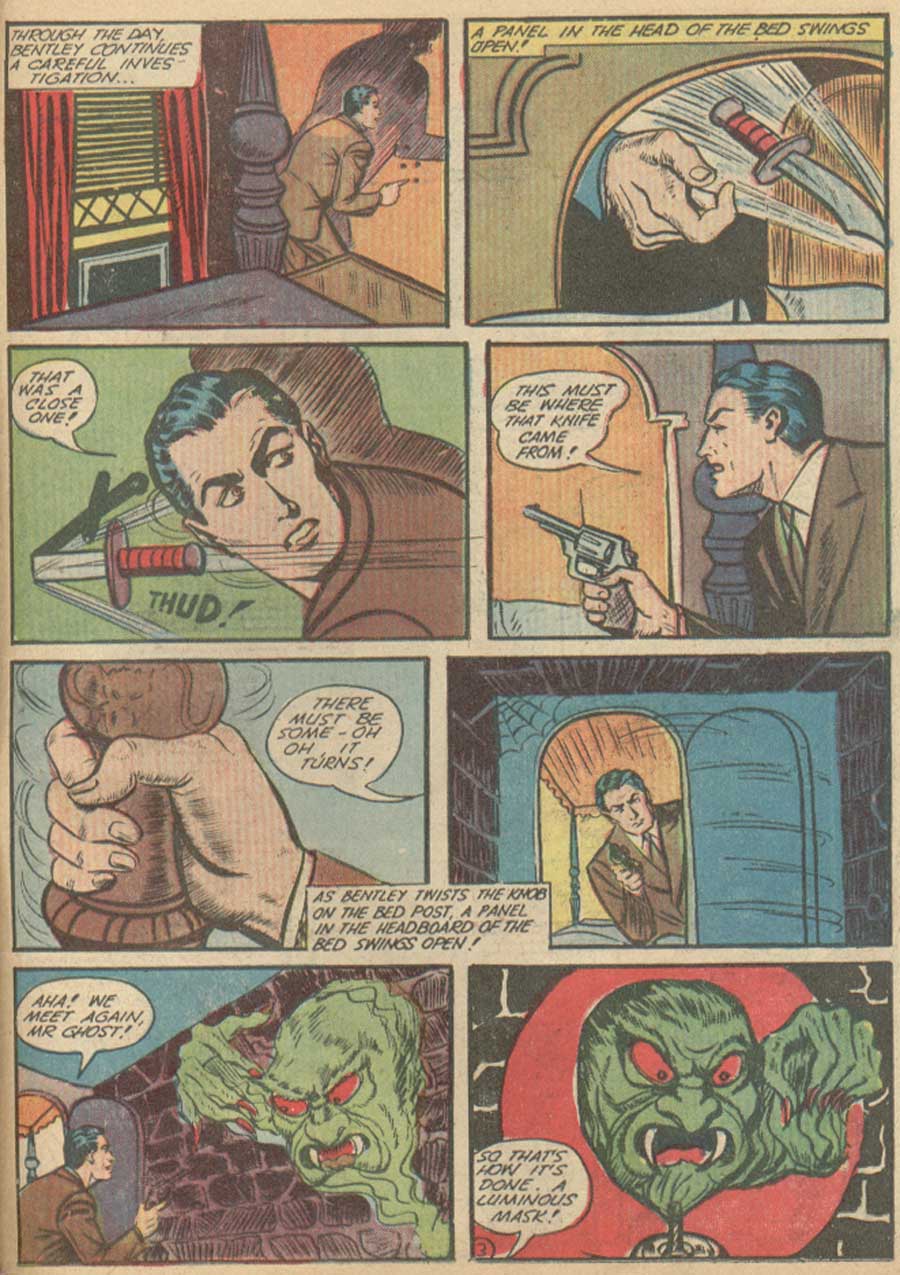 THROUGH THE DAY,
BENTLEY CONTINUES
A CAREFUL INVES-
TIGATION...
A PANEL IN THE HEAD OF THE BED SWINGS
OPEN!
THAT
WAS A
CLOSE
ONE!
THUD!
THIS MUST
BE WHERE
THAT KNIFE
CAME
FROM!
THERE
MUST BE
SOME - OH
OH, IT
TURNS!
AS BENTLEY TWISTS THE KNOB
ON THE BED POST, A PANEL
IN THE HEADBOARD OF THE
BED SWINGS OPEN!
AHA! WE
MEET AGAIN,
MR GHOST!
SO THAT'S
HOW IT'S
DONE. A
LUMINOUS
MASK!
3